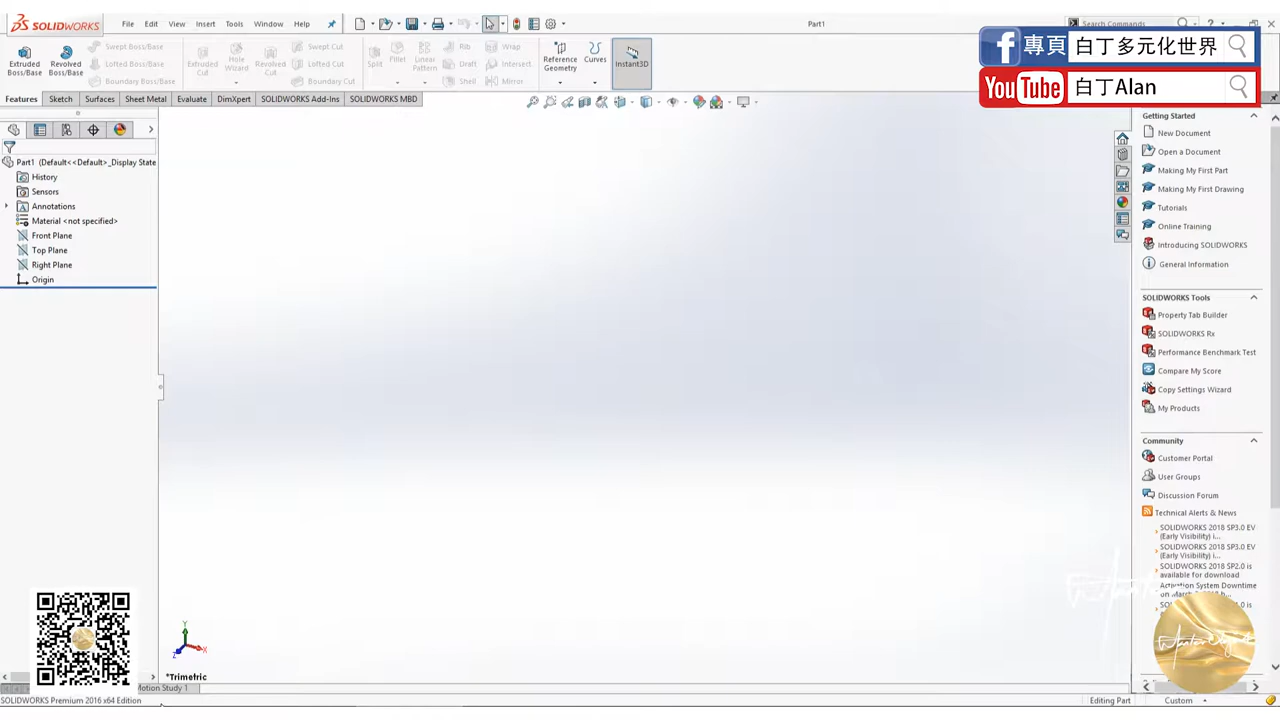 SOLIDWORKS File Edit View Insert Tools Window Help Part1 Search Commands
專頁 白丁多元化世界
YouTube 白丁Alan
Extruded Boss/Base Revolved Boss/Base Swept Boss/Base Lofted Boss/Base Boundary Boss/Base Extruded Cut Hole Wizard Revolved Cut Swept Cut Lofted Cut Boundary Cut Split Fillet Linear Pattern Rib Draft Shell Wrap Intersect Mirror Reference Geometry Curves Instant3D
Features Sketch Surfaces Sheet Metal Evaluate DimXpert SOLIDWORKS Add-Ins SOLIDWORKS MBD
Part1 (Default<<Default>_Display State
History
Sensors
Annotations
Material <not specified>
Front Plane
Top Plane
Right Plane
Origin
Getting Started
New Document
Open a Document
Making My First Part
Making My First Drawing
Tutorials
Online Training
Introducing SOLIDWORKS
General Information
SOLIDWORKS Tools
Property Tab Builder
SOLIDWORKS Rx
Performance Benchmark Test
Compare My Score
Copy Settings Wizard
My Products
Community
Customer Portal
User Groups
Discussion Forum
Technical Alerts & News
SOLIDWORKS 2018 SP3.0 EV
(Early Visibility) i...
SOLIDWORKS 2018 SP3.0 EV
(Early Visibility) i...
SOLIDWORKS 2018 SP2.0 is
available for download
Activation System Downtime
Y
X
Z
*Trimetric
Motion Study 1
SOLIDWORKS Premium 2016 x64 Edition
Editing Part
Custom